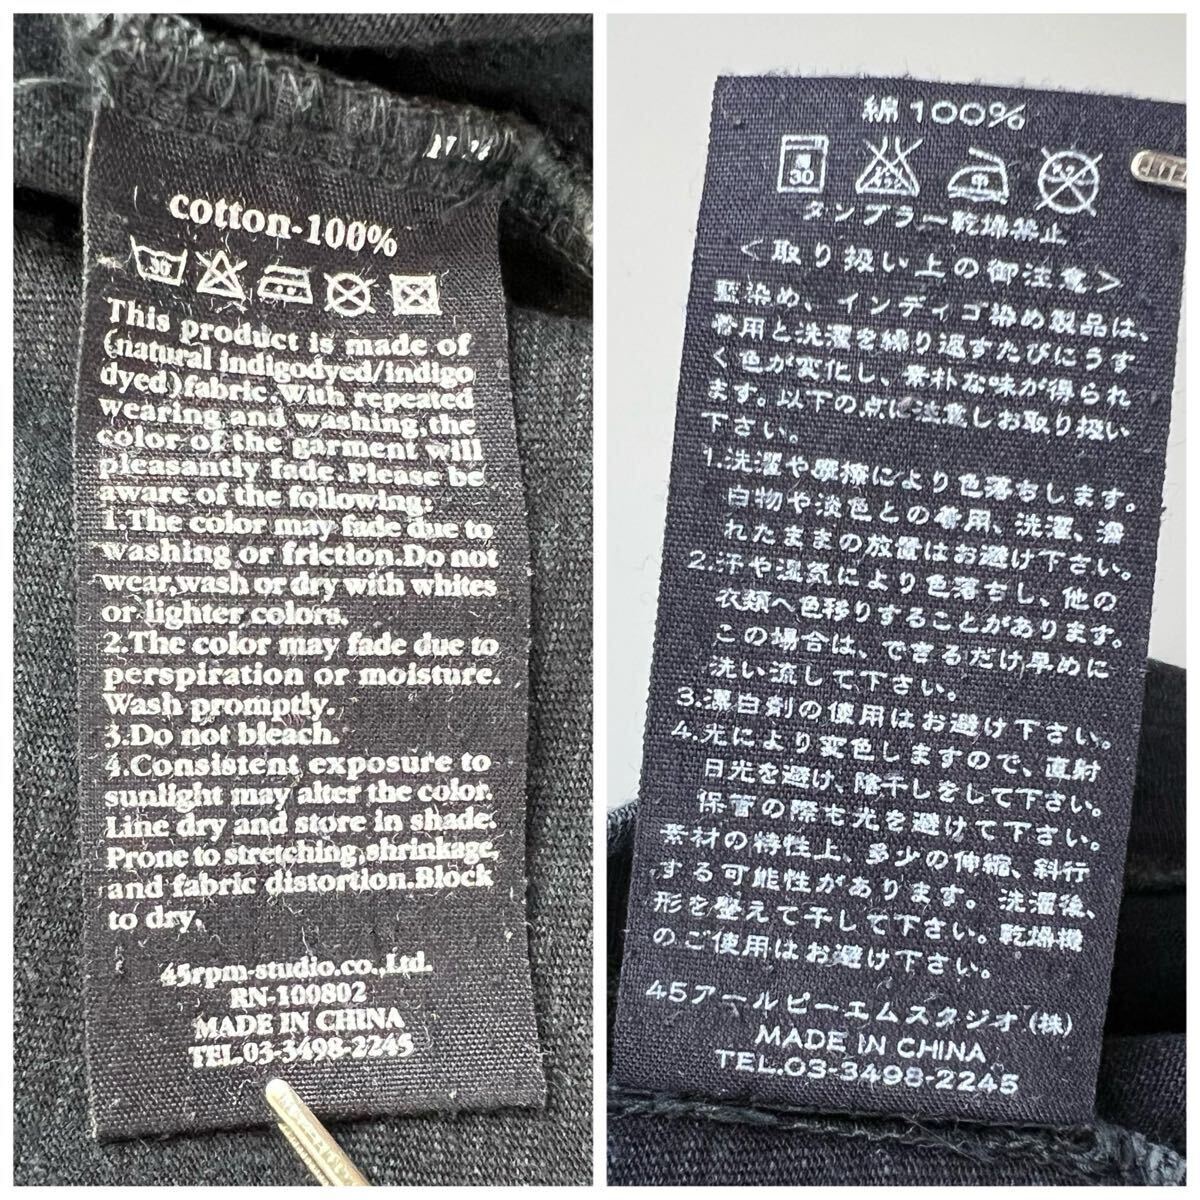 cotton-100%
30
This product is made of
(natural indigodyed/indigo
dyed)fabric.With repeated
wearing and washing,the
color of the garment will
pleasantly fade.Please be
aware of the following;
1.The color may fade due to
washing or friction.Do not
wear,wash or dry with whites
or lighter colors.
2.The color may fade due to
perspiration or moisture.
Wash promptly.
3.Do not bleach.
4.Consistent exposure to
sunlight may alter the color.
Line dry and store in shade.
Prone to stretching,shrinkage,
and fabric distortion.Block
to dry.
45rpm-studio.co.,Ltd.
RN-100802
MADE IN CHINA
TEL.03-3498-2245
綿100%
30 中
タンブラー乾燥禁止
<取り扱い上の御注意>
藍染め、インディゴ染め製品は、
着用と洗濯を繰り返すたびにうす
く色が変化し、素朴な味が得られ
ます。以下の点に注意しお取り扱い
下さい。
1.洗濯や摩擦により色落ちします。
白物や淡色との着用、洗濯、濡
れたままの放置はお避け下さい。
2.汗や湿気により色落ちし、他の
衣類へ色移りすることがあります。
この場合は、できるだけ早めに
洗い流して下さい。
3.漂白剤の使用はお避け下さい。
4.光により変色しますので、直射
日光を避け、陰干しをして下さい。
保管の際も光を避けて下さい。
素材の特性上、多少の伸縮、斜行
する可能性があります。洗濯後、
形を整えて干して下さい。乾燥機
のご使用はお避け下さい。
45アールピーエムスタジオ(株)
MADE IN CHINA
TEL.03-3498-2245